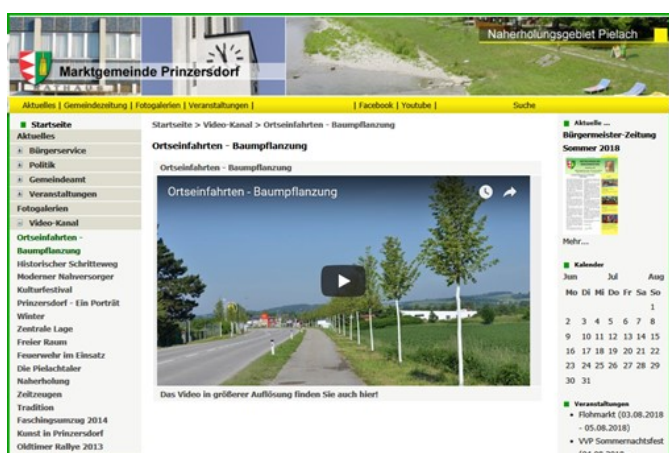 Naherholungsgebiet Pielach
Marktgemeinde Prinzersdorf
RATHAUS
Aktuelles | Gemeindezeitung | Fotogalerien | Veranstaltungen |
| Facebook | Youtube |
Suche
Startseite
Aktuelles
Bürgerservice
Politik
Gemeindeamt
Veranstaltungen
Fotogalerien
Video-Kanal
Ortseinfahrten -
Baumpflanzung
Historischer Schritteweg
Moderner Nahversorger
Kulturfestival
Prinzersdorf - Ein Porträt
Winter
Zentrale Lage
Freier Raum
Feuerwehr im Einsatz
Die Pielachtaler
Naherholung
Zeitzeugen
Tradition
Faschingsumzug 2014
Kunst in Prinzersdorf
Oldtimer Rallye 2013
Startseite > Video-Kanal > Ortseinfahrten - Baumpflanzung
Ortseinfahrten - Baumpflanzung
Ortseinfahrten - Baumpflanzung
Ortseinfahrten - Baumpflanzung
Das Video in größerer Auflösung finden Sie auch hier!
Aktuelle ...
Bürgermeister-Zeitung
Sommer 2018
Mehr...
Kalender
Jun Jul Aug
Mo Di Mi Do Fr Sa So
1
2 3 4 5 6 7 8
9 10 11 12 13 14 15
16 17 18 19 20 21 22
23 24 25 26 27 28 29
30 31
Veranstaltungen
Flohmarkt (03.08.2018
- 05.08.2018)
VVP Sommernachtsfest
(04.08.2018